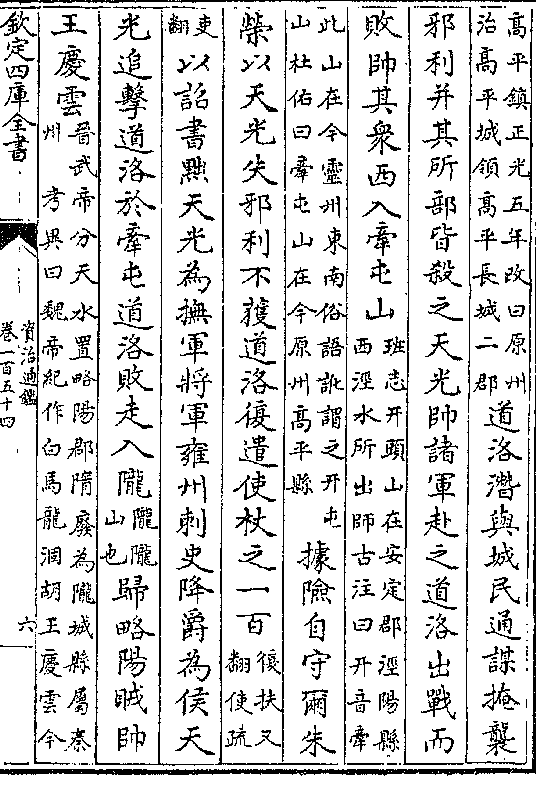 高平鎮正光五年改曰原州
治高平城領高平長城二郡
道洛潛與城民通謀掩襲
邪利并其所部皆殺之天光帥諸軍赴之道洛出戰而
敗帥其衆西入牽屯山
班志开頭山在安定郡涇陽縣
西涇水所出師古注曰开音牽
此山在今靈州東南俗語訛謂之开屯
山杜佑曰牽屯山在今原州高平縣
據險自守爾朱
榮以天光失邪利不獲道洛復遣使杖之一百
復扶又
翻使疏
吏
翻
以詔書黜天光為撫軍將軍雍州刺史降爵為侯天
光追擊道洛於牽屯道洛敗走入隴
隴隴
山也
歸略陽賊帥
王慶雲
晉武帝分天水置略陽郡隋廢為隴城縣屬秦
州 考異曰魏帝紀作白馬龍涸胡王慶雲今
欽定四庫全書
資治通鑑
卷一百五十四
六